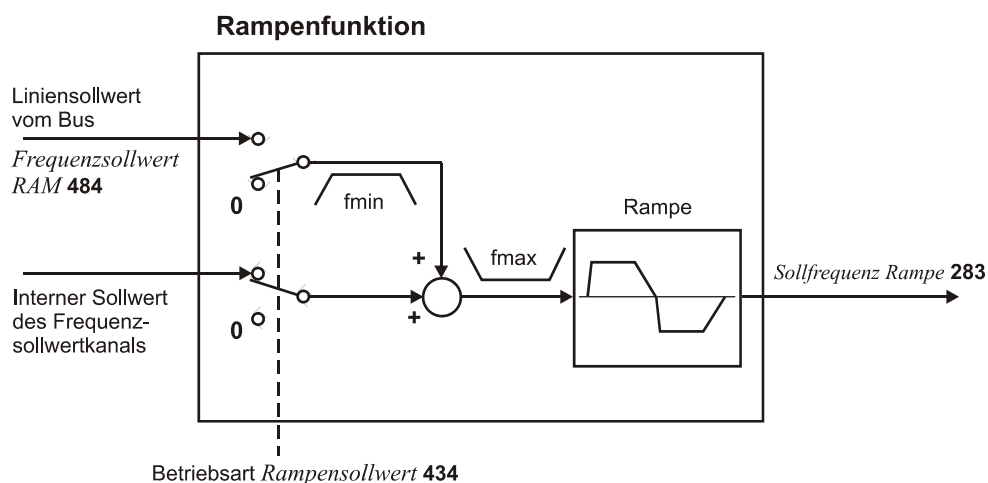 Rampenfunktion
Liniensollwert
vom Bus
Frequenzsollwert
RAM 484
0
fmin
Rampe
+
fmax
Sollfrequenz Rampe 283
Interner Sollwert
des Frequenz-
sollwertkanals
0
+
Betriebsart Rampensollwert 434